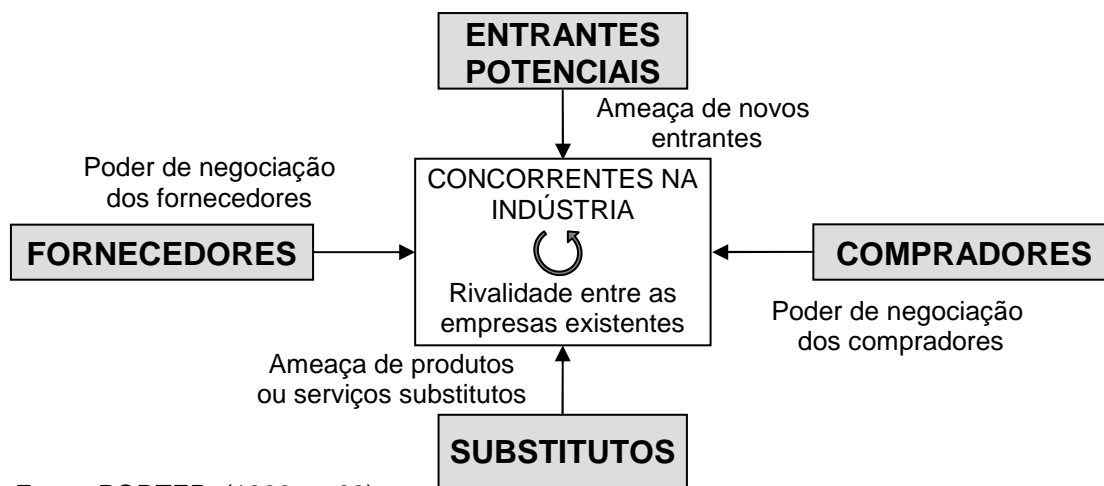 ENTRANTES
POTENCIAIS
Ameaça de novos
entrantes
Poder de negociação
dos fornecedores
CONCORRENTES NA
INDÚSTRIA
FORNECEDORES
COMPRADORES
Rivalidade entre as
empresas existentes
Poder de negociação
dos compradores
Ameaça de produtos
ou serviços substitutos
SUBSTITUTOS
PORTER